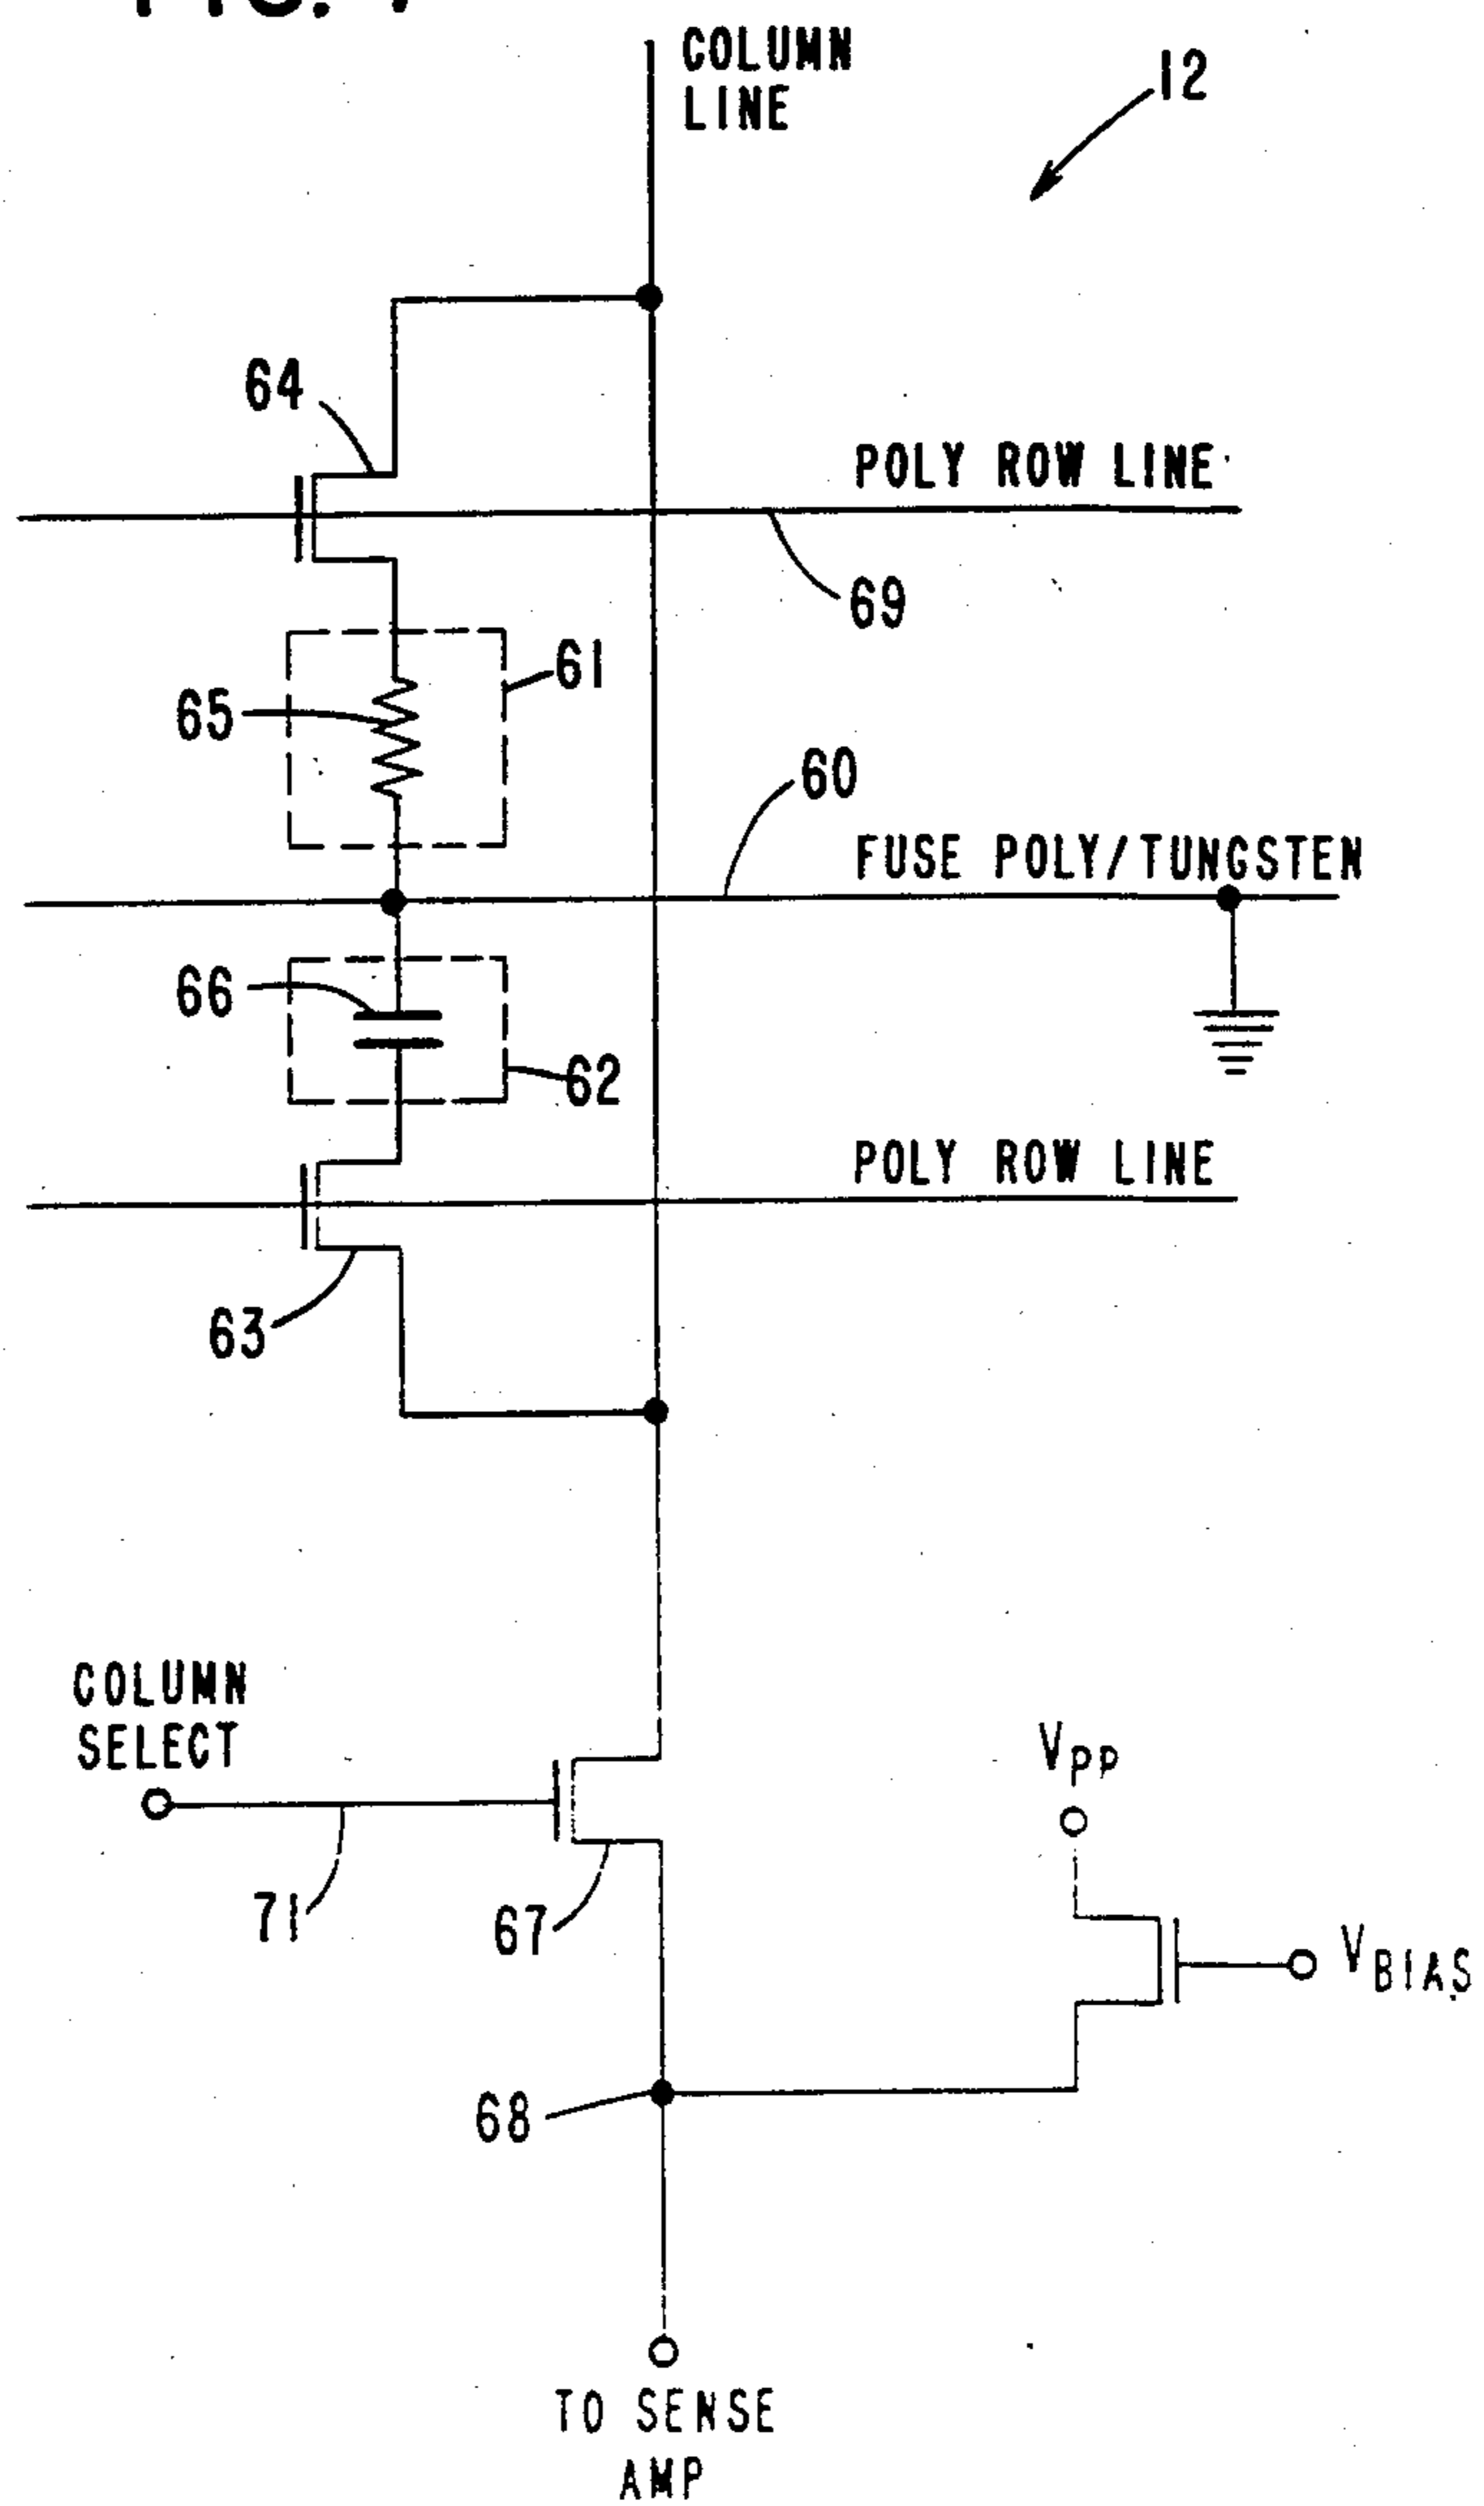 COLUMN
LINE
12
64
POLY ROW LINE
69
61
65
60
FUSE POLY/TUNGSTEN
66
62
POLY ROW LINE
63
COLUMN
SELECT
VPP
71
67
VBIAS
68
TO SENSE
AMP